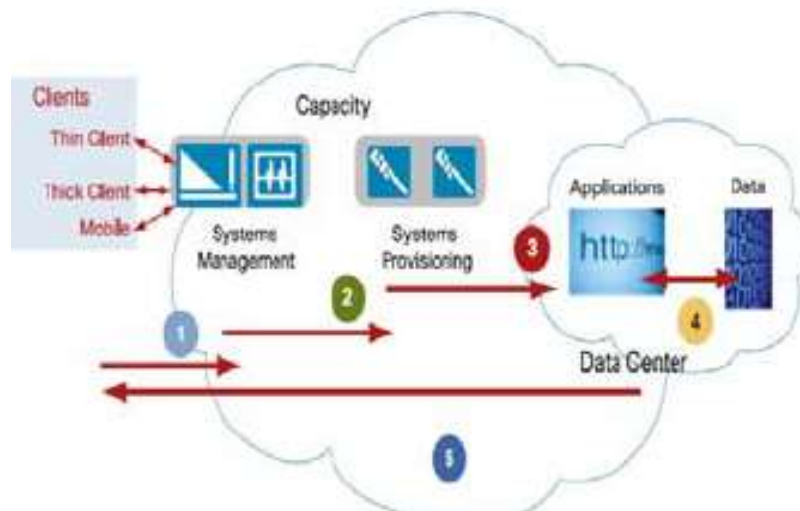 Clients
Thin Client
Thick Client
Mobile
Capacity
Systems
Management
Systems
Provisioning
Applications
Data
http://
1
2
3
4
Data Center
5